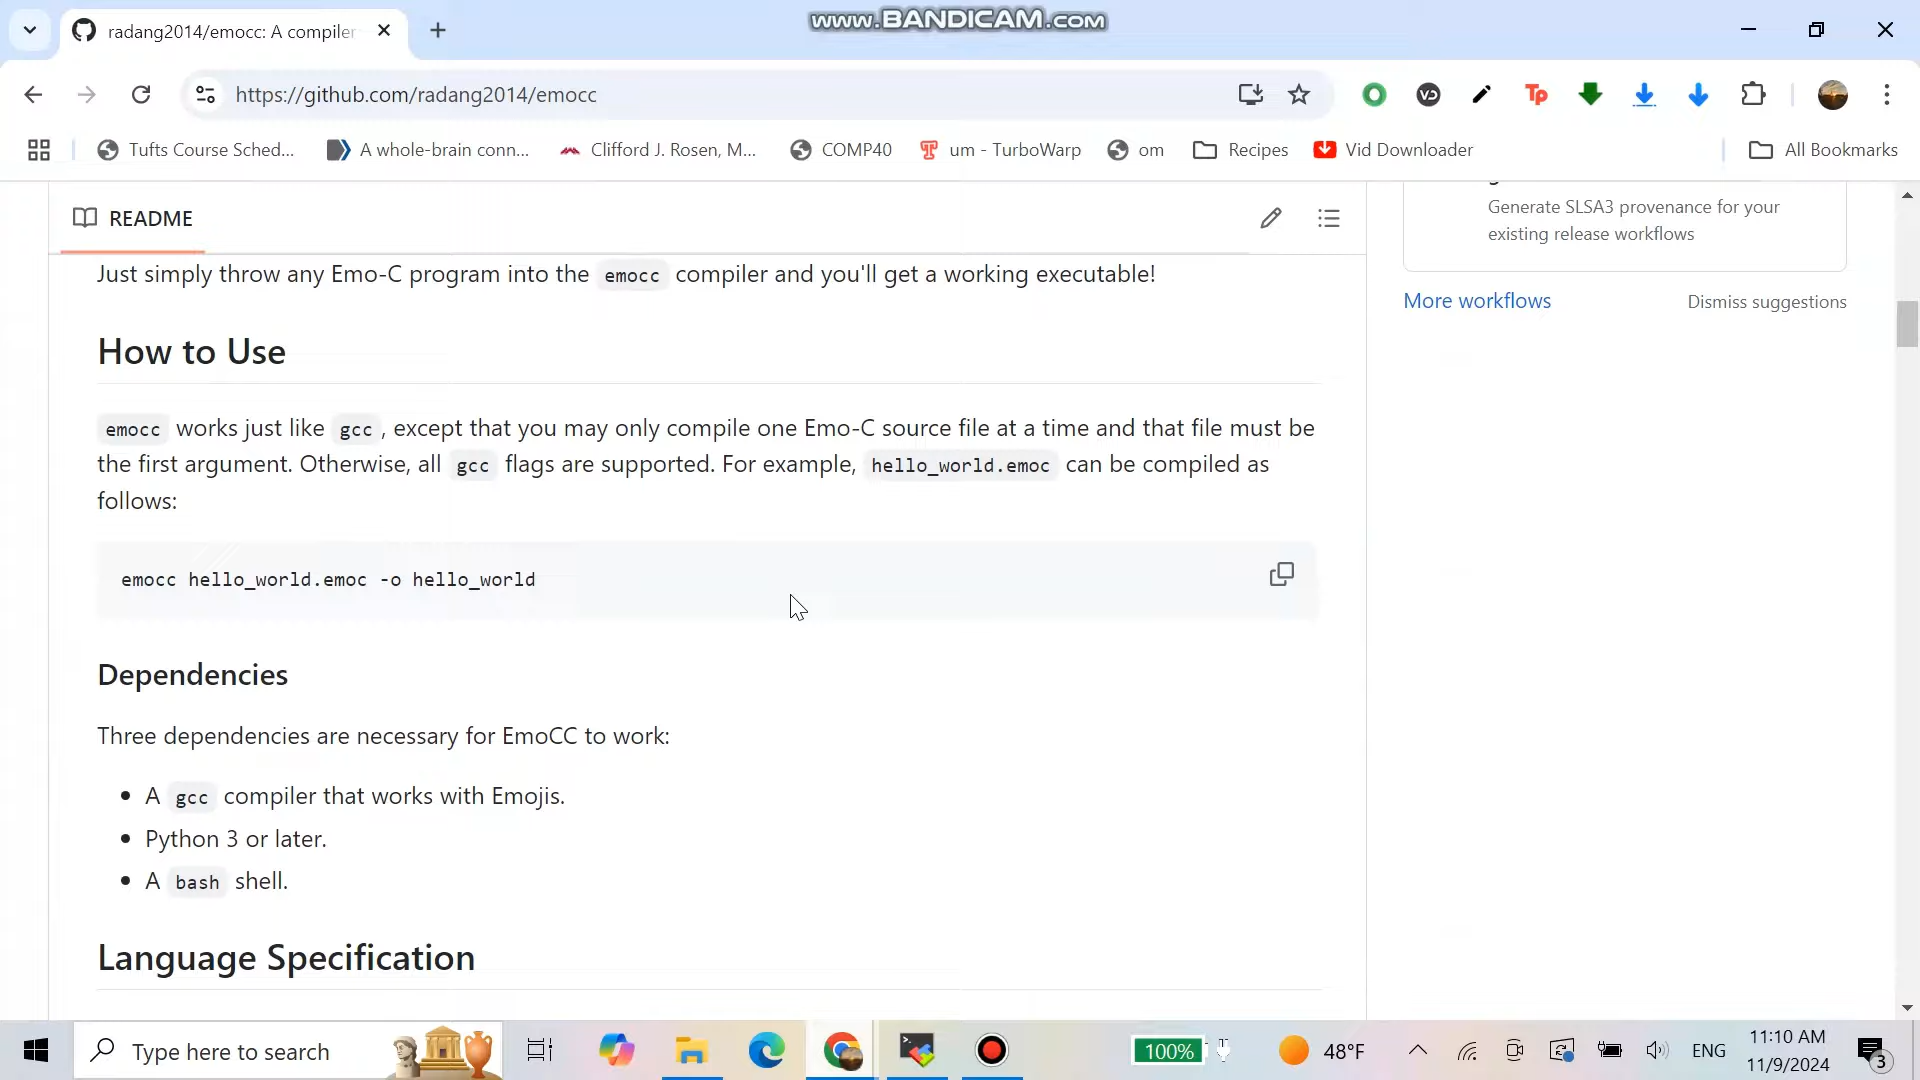 radang2014/emocc: A compiler
www.BANDICAM.com
https://github.com/radang2014/emocc
Tufts Course Sched...
A whole-brain conn...
Clifford J. Rosen, M...
COMP40
um - TurboWarp
om
Recipes
Vid Downloader
All Bookmarks
README
Just simply throw any Emo-C program into the emocc compiler and you'll get a working executable!
How to Use
emocc works just like gcc, except that you may only compile one Emo-C source file at a time and that file must be
the first argument. Otherwise, all gcc flags are supported. For example, hello_world.emoc can be compiled as
follows:
emocc hello_world.emoc -o hello_world
Dependencies
Three dependencies are necessary for EmoCC to work:
A gcc compiler that works with Emojis.
Python 3 or later.
A bash shell.
Language Specification
Generate SLSA3 provenance for your
existing release workflows
More workflows
Dismiss suggestions
Type here to search
100%
48°F
ENG
11:10 AM
11/9/2024
3